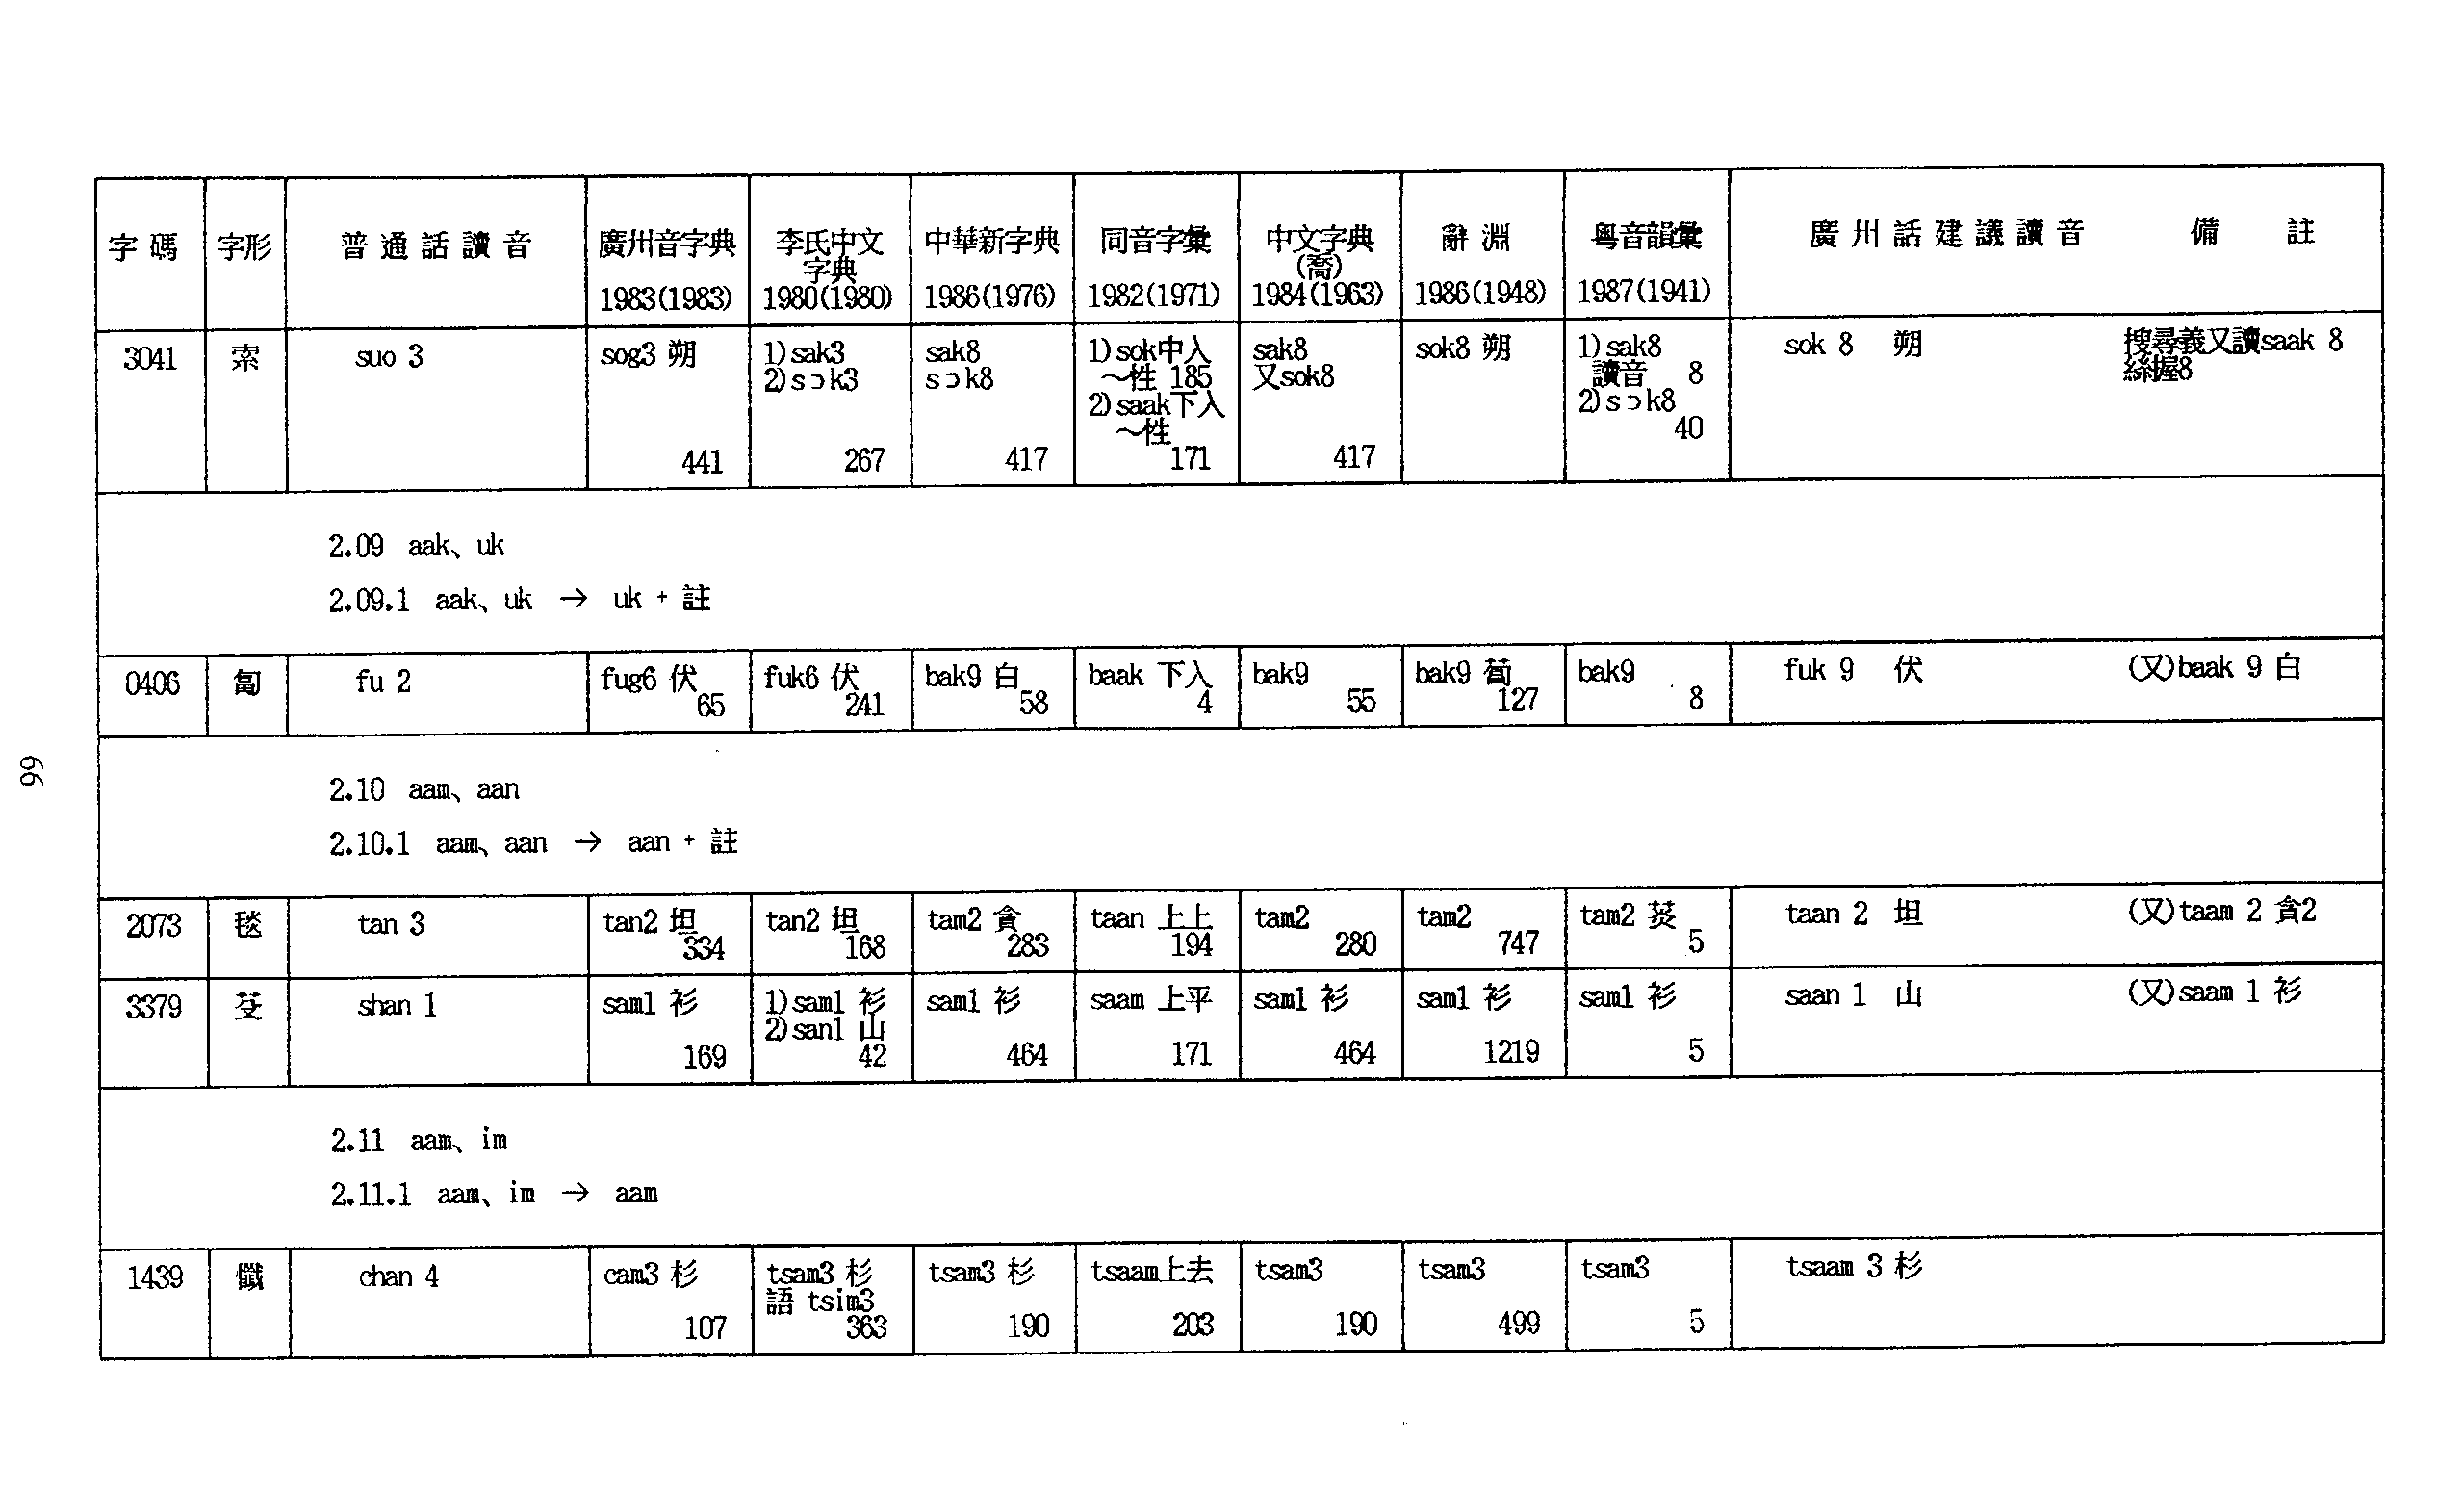 字碼 字形 普通話讀音 廣州音字典 1983(1983) 李氏中文字典 1980(1980) 中華新字典 1986(1976) 同音字彙 1982(1971) 中文字典(喬) 1984(1963) 辭淵 1986(1948) 粵音韻彙 1987(1941) 廣州話建議讀音 備註
3041 索 suo 3 sog3 朔 441 1)sak3 2)sɔk3 267 sak8 sɔk8 417 1)sok中入 ～性 185 2)saak下入 ～性 171 sak8 又sok8 417 sok8 朔 1)sak8 讀音 8 2)sɔk8 40 sok 8 朔 搜尋義又讀saak 8 絲握8
2.09 aak、uk
2.09.1 aak、uk → uk + 註
0406 匐 fu 2 fug6 伏 65 fuk6 伏 241 bak9 白 58 baak 下入 4 bak9 55 bak9 蔔 127 bak9 8 fuk 9 伏 (又)baak 9 白
2.10 aam、aan
2.10.1 aam、aan → aan + 註
2073 毯 tan 3 tan2 坦 334 tan2 坦 168 tam2 貪 283 taan 上上 194 tam2 280 tam2 747 tam2 菼 5 taan 2 坦 (又)taam 2 貪2
3379 芟 shan 1 sam1 衫 169 1)sam1 衫 2)san1 山 42 sam1 衫 464 saam 上平 171 sam1 衫 464 sam1 衫 1219 sam1 衫 5 saan 1 山 (又)saam 1 衫
2.11 aam、im
2.11.1 aam、im → aam
1439 懺 chan 4 cam3 杉 107 tsam3 杉 語 tsim3 363 tsam3 杉 190 tsaam上去 203 tsam3 190 tsam3 499 tsam3 5 tsaam 3 杉
99